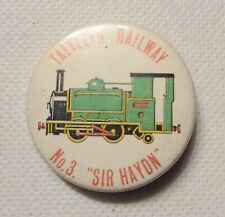 TALYLLYN RAILWAY
No. 3. "SIR HAYDN"